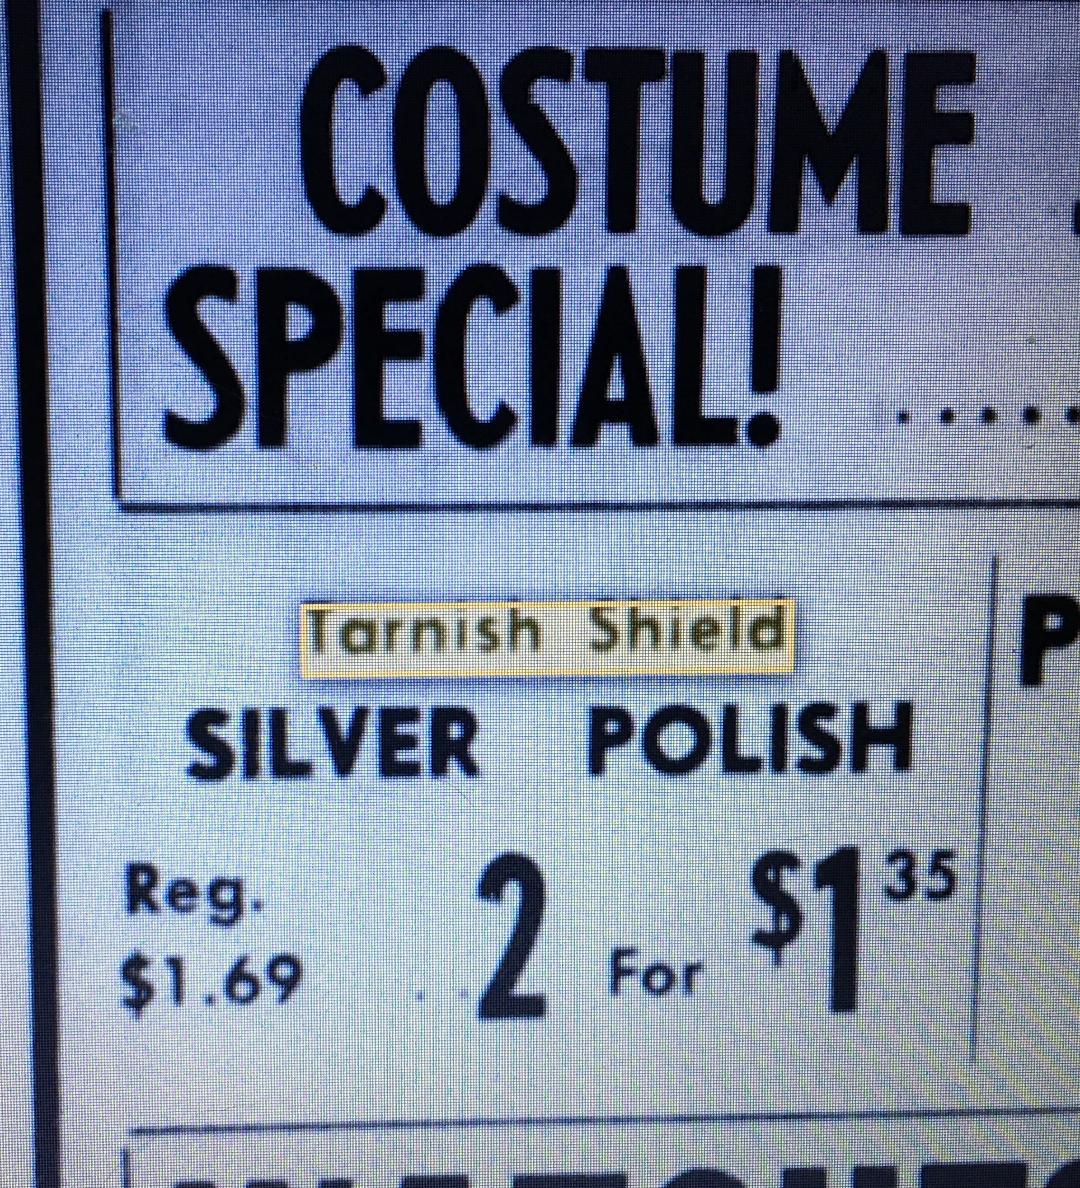 COSTUME
SPECIAL!
Tarnish Shield
SILVER POLISH
Reg.
$1.69
2 For $1 35
P